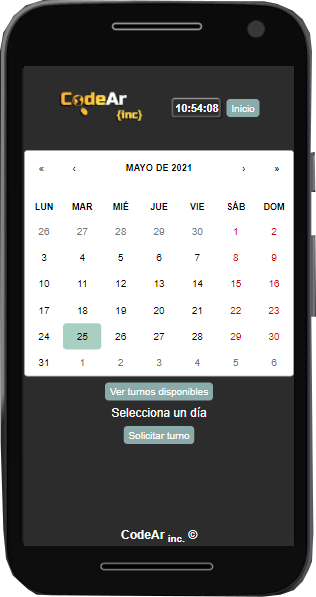 CodeAr
{inc}
10:54:08 Inicio
« ‹ MAYO DE 2021 › »
LUN MAR MIÉ JUE VIE SÁB DOM
26 27 28 29 30 1 2
3 4 5 6 7 8 9
10 11 12 13 14 15 16
17 18 19 20 21 22 23
24 25 26 27 28 29 30
31 1 2 3 4 5 6
Ver turnos disponibles
Selecciona un día
Solicitar turno
CodeAr inc. ©